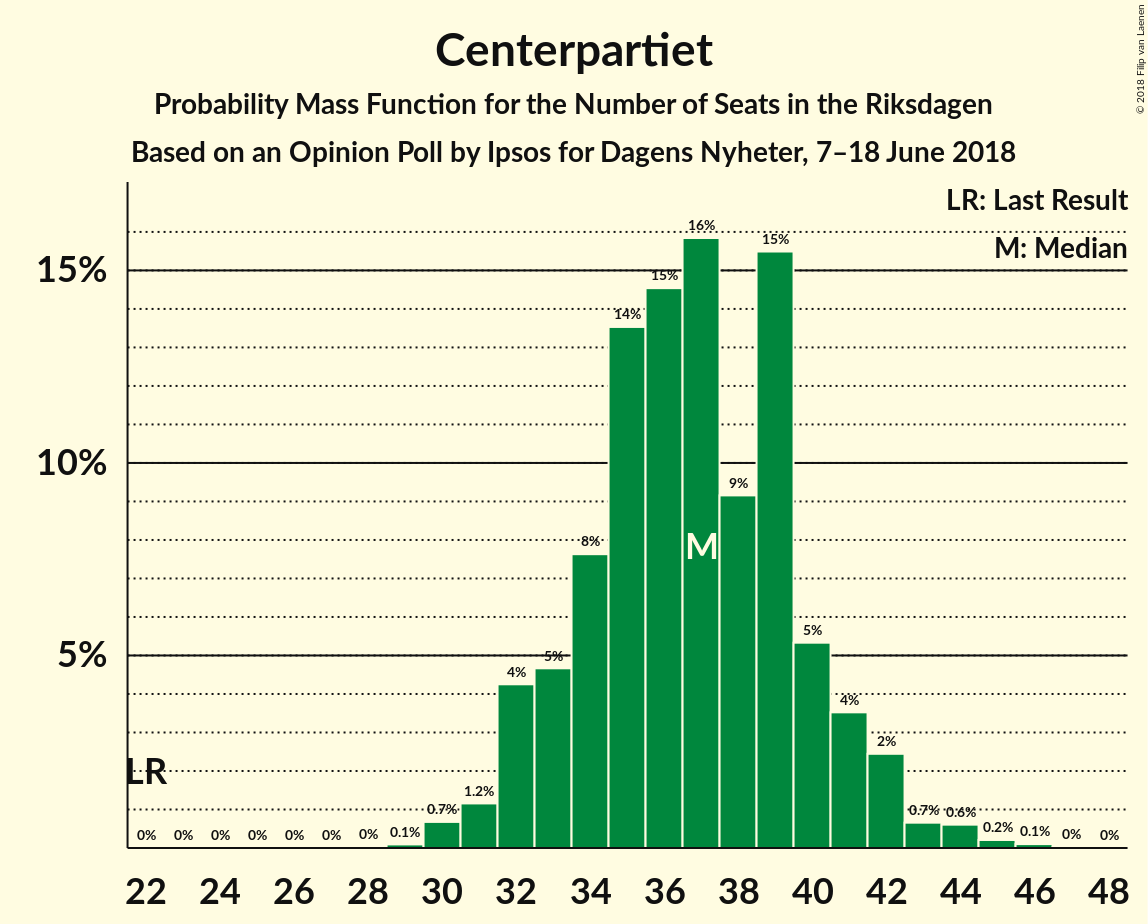 Centerpartiet
Probability Mass Function for the Number of Seats in the Riksdagen
Based on an Opinion Poll by Ipsos for Dagens Nyheter, 7–18 June 2018
© 2018 Filip van Laenen
LR: Last Result
M: Median
15%
10%
5%
LR
M
0% 0% 0% 0% 0% 0% 0% 0.1% 0.7% 1.2% 4% 5% 8% 14% 15% 16% 9% 15% 5% 4% 2% 0.7% 0.6% 0.2% 0.1% 0% 0%
22 24 26 28 30 32 34 36 38 40 42 44 46 48